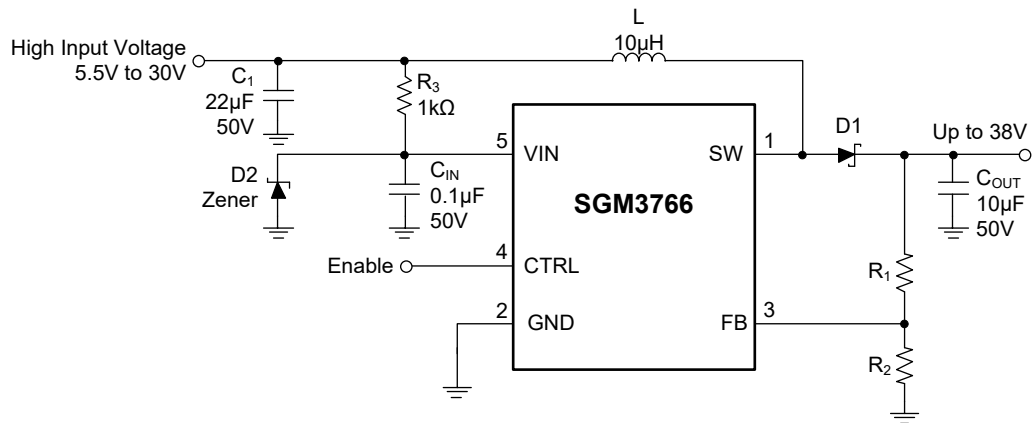 L
10µH
High Input Voltage
5.5V to 30V
C1
22µF
50V
R3
1kΩ
D1
Up to 38V
5
VIN
SW
1
D2
Zener
CIN
0.1µF
50V
SGM3766
COUT
10µF
50V
Enable
4
CTRL
R1
2
GND
FB
3
R2